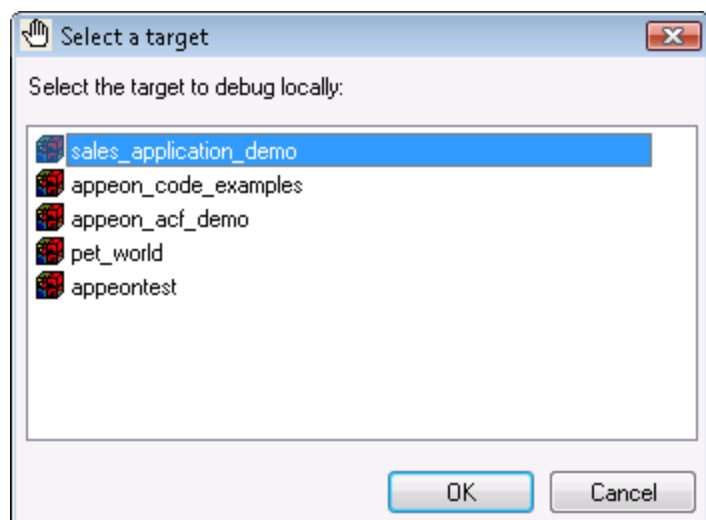 Select a target
Select the target to debug locally:
sales_application_demo
appeon_code_examples
appeon_acf_demo
pet_world
appeontest
OK Cancel